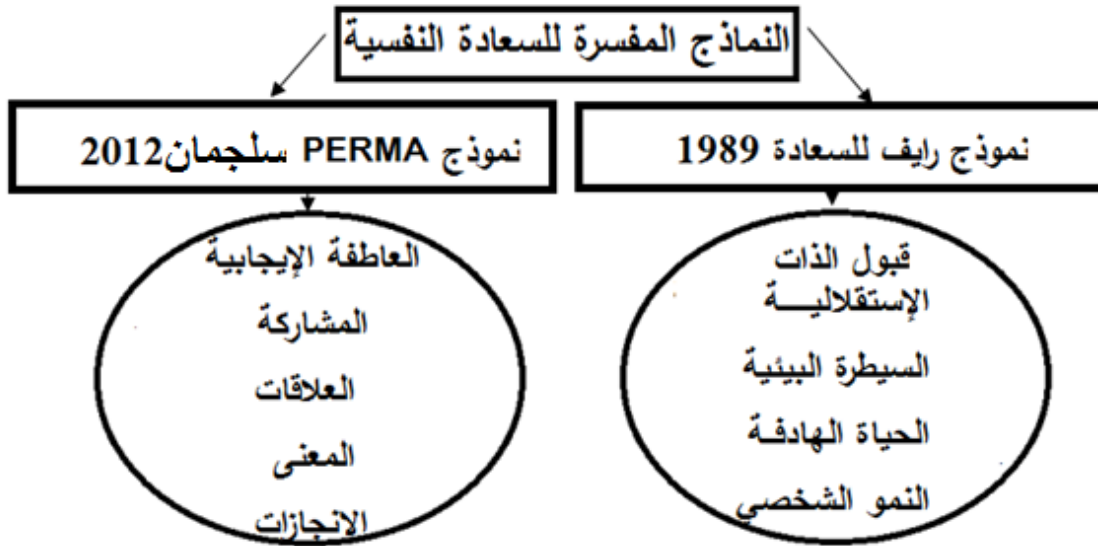 النماذج المفسرة للسعادة النفسية
نموذج رايف للسعادة 1989
قبول الذات
الإستقلاليـــة
السيطرة البيئية
الحياة الهادفة
النمو الشخصي
نموذج PERMA سلجمان2012
العاطفة الإيجابية
المشاركة
العلاقات
المعنى
الانجازات